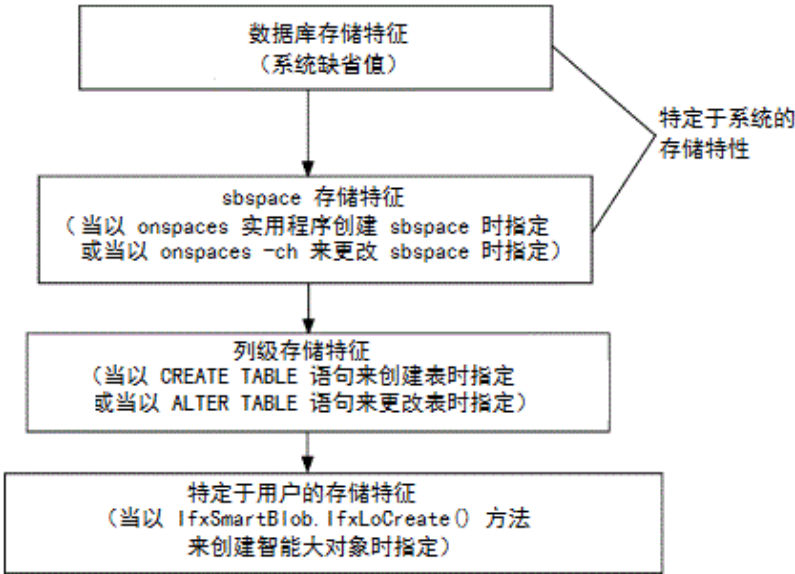 数据库存储特征
（系统缺省值）
特定于系统的
存储特性
sbspace 存储特征
（当以 onspaces 实用程序创建 sbspace 时指定
或当以 onspaces -ch 来更改 sbspace 时指定）
列级存储特征
（当以 CREATE TABLE 语句来创建表时指定
或当以 ALTER TABLE 语句来更改表时指定）
特定于用户的存储特征
（当以 IfxSmartBlob.IfxLoCreate() 方法
来创建智能大对象时指定）